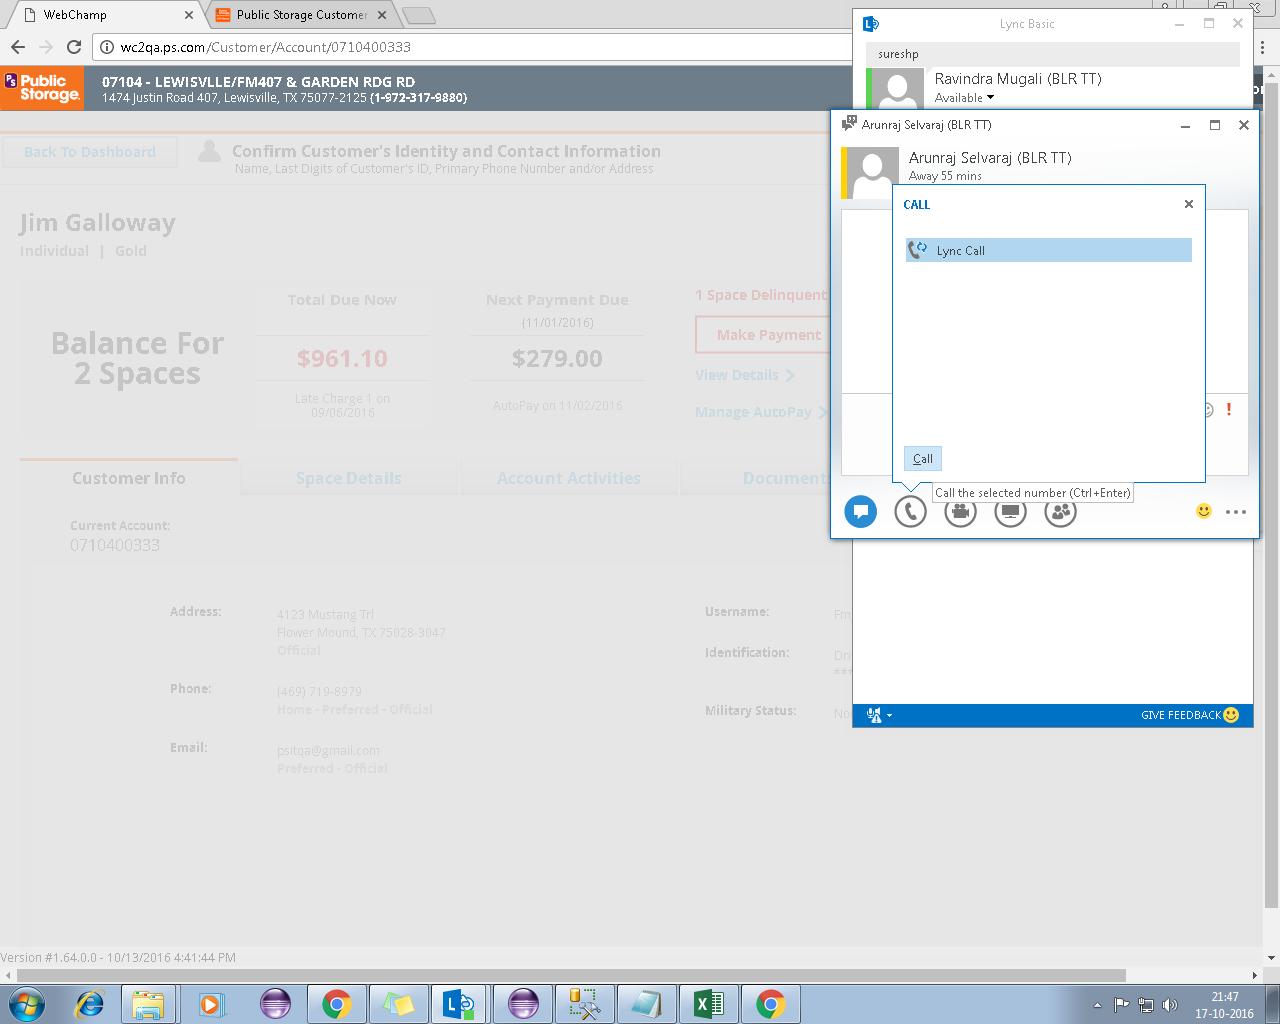 WebChamp
Public Storage Customer
wc2qa.ps.com/Customer/Account/0710400333
Public Storage.
07104 - LEWISVLLE/FM407 & GARDEN RDG RD
1474 Justin Road 407, Lewisville, TX 75077-2125 (1-972-317-9880)
Back To Dashboard
Confirm Customer's Identity and Contact Information
Name, Last Digits of Customer's ID, Primary Phone Number and/or Address
Jim Galloway
Individual | Gold
Balance For
2 Spaces
Total Due Now
$961.10
Late Charge 1 on
09/06/2016
Next Payment Due
(11/01/2016)
$279.00
AutoPay on 11/02/2016
1 Space Delinquent
Make Payment
View Details
Manage AutoPay
Customer Info
Space Details
Account Activities
Document
Current Account:
0710400333
Address:
4123 Mustang Trl
Flower Mound, TX 75028-3047
Official
Phone:
(469) 719-8979
Home - Preferred - Official
Email:
psitqa@gmail.com
Preferred - Official
Username:
Identification:
Military Status:
Version #1.64.0.0 - 10/13/2016 4:41:44 PM
Lync Basic
sureshp
Ravindra Mugali (BLR TT)
Available
Arunraj Selvaraj (BLR TT)
Arunraj Selvaraj (BLR TT)
Away 55 mins
CALL
Lync Call
Call
Call the selected number (Ctrl+Enter)
GIVE FEEDBACK
21:47
17-10-2016